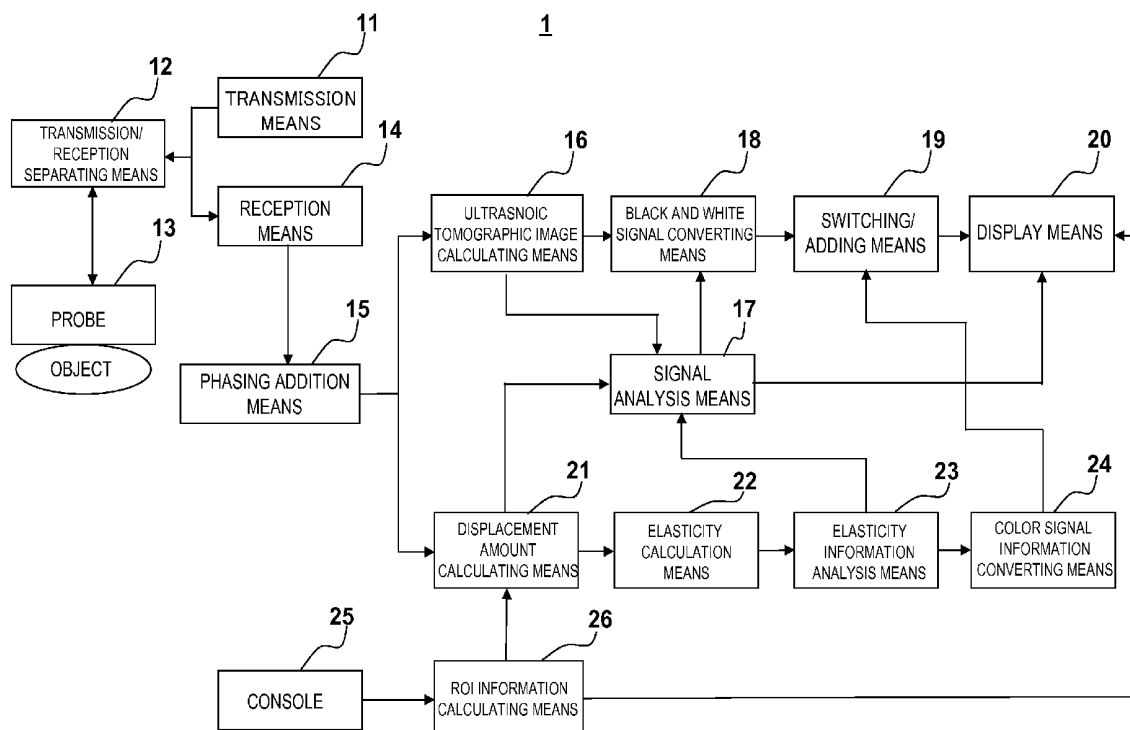 1
11
TRANSMISSION
MEANS
12
TRANSMISSION/
RECEPTION
SEPARATING MEANS
14
RECEPTION
MEANS
13
PROBE
OBJECT
15
PHASING ADDITION
MEANS
16
ULTRASNOIC
TOMOGRAPHIC IMAGE
CALCULATING MEANS
18
BLACK AND WHITE
SIGNAL CONVERTING
MEANS
19
SWITCHING/
ADDING MEANS
20
DISPLAY MEANS
17
SIGNAL
ANALYSIS MEANS
21
DISPLACEMENT
AMOUNT
CALCULATING MEANS
22
ELASTICITY
CALCULATION
MEANS
23
ELASTICITY
INFORMATION
ANALYSIS MEANS
24
COLOR SIGNAL
INFORMATION
CONVERTING MEANS
25
CONSOLE
26
ROI INFORMATION
CALCULATING MEANS